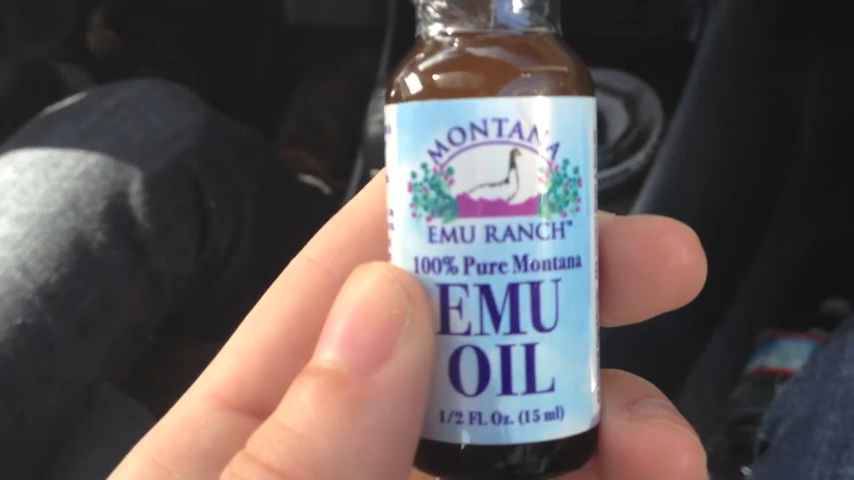 MONTANA
EMU RANCH™
100% Pure Montana
EMU
OIL
1/2 Fl. Oz. (15 ml)